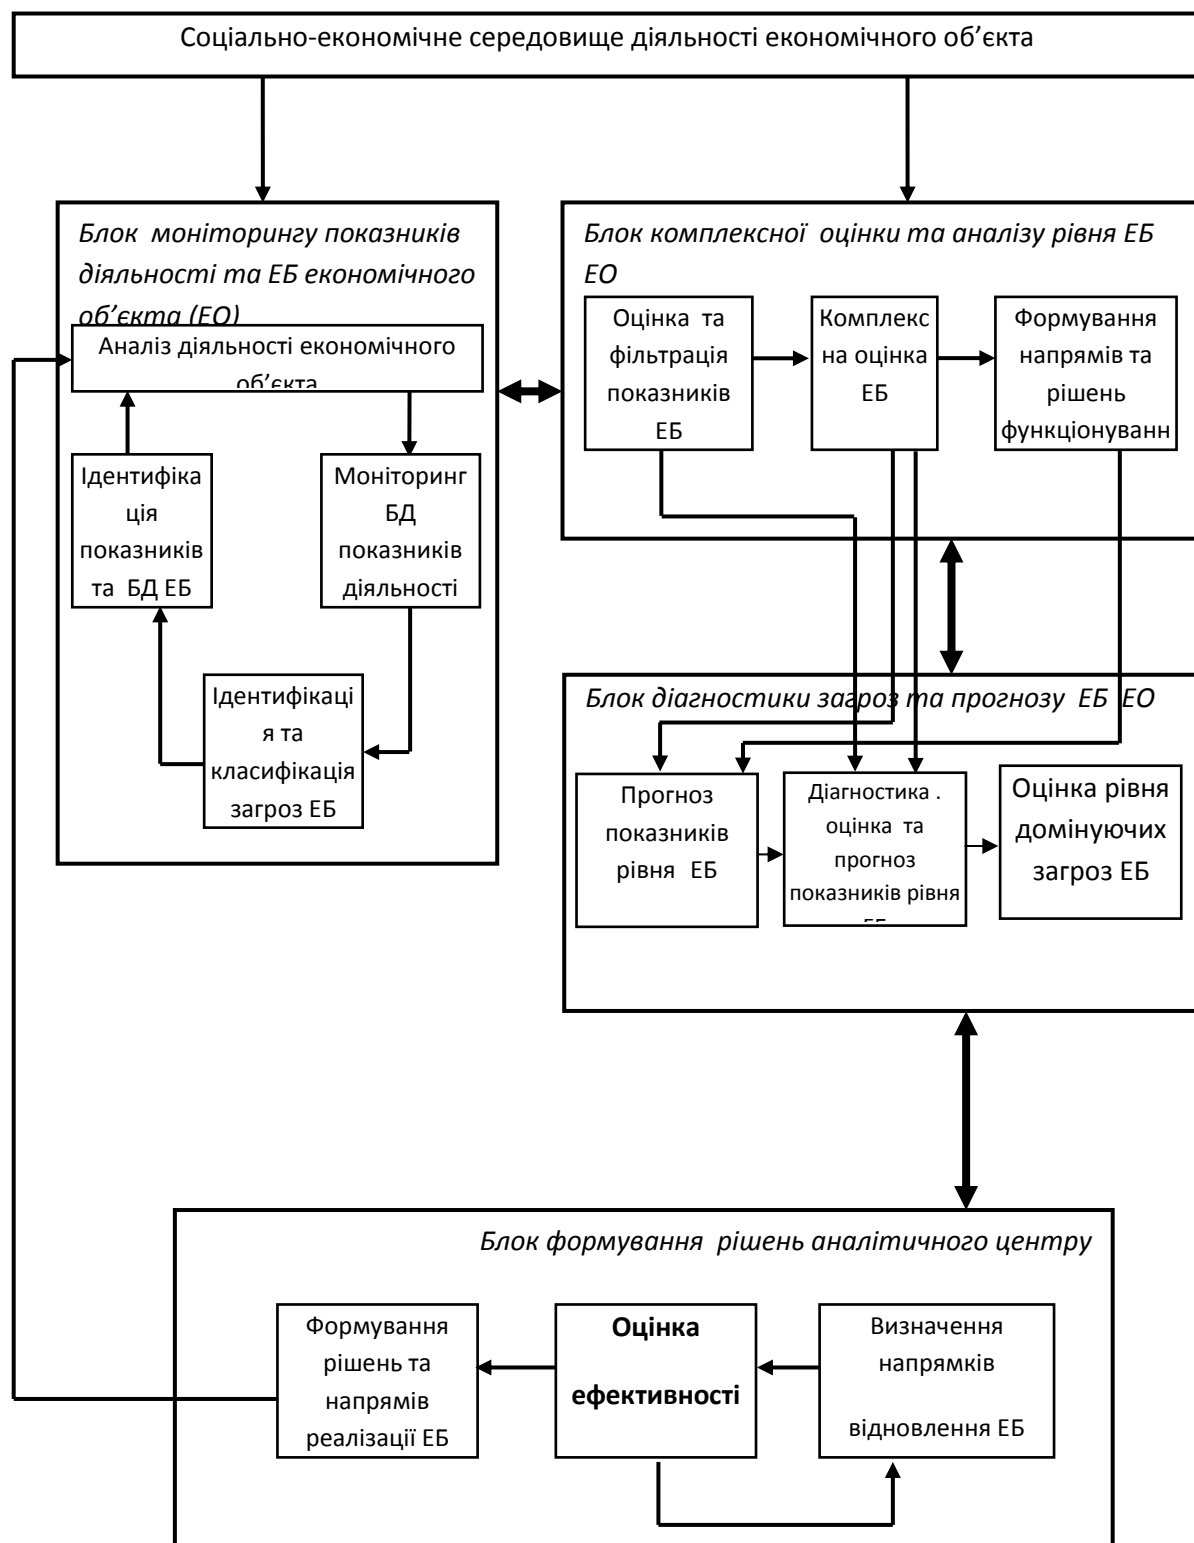 Соціально-економічне середовище діяльності економічного об’єкта
Блок моніторингу показників
діяльності та ЕБ економічного
об’єкта (ЕО)
Аналіз діяльності економічного
об’єкта
Ідентифіка
ція
показників
та БД ЕБ
Моніторинг
БД
показників
діяльності
Ідентифікаці
я та
класифікація
загроз ЕБ
Блок комплексної оцінки та аналізу рівня ЕБ
ЕО
Оцінка та
фільтрація
показників
ЕБ
Комплекс
на оцінка
ЕБ
Формування
напрямів та
рішень
функціонуванн
Блок діагностики загроз та прогнозу ЕБ ЕО
Прогноз
показників
рівня ЕБ
Діагностика .
оцінка та
прогноз
показників рівня
ЕБ
Оцінка рівня
домінуючих
загроз ЕБ
Блок формування рішень аналітичного центру
Формування
рішень та
напрямів
реалізації ЕБ
Оцінка
ефективності
Визначення
напрямків
відновлення ЕБ